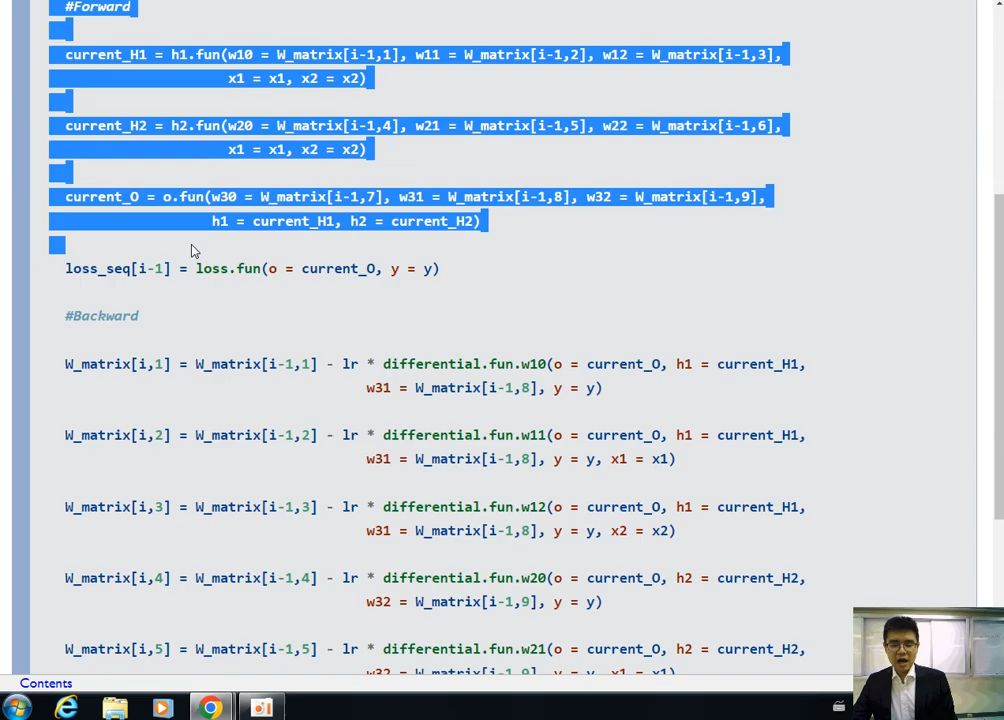 #Forward
current_H1 = h1.fun(w10 = W_matrix[i-1,1], w11 = W_matrix[i-1,2], w12 = W_matrix[i-1,3],
x1 = x1, x2 = x2)
current_H2 = h2.fun(w20 = W_matrix[i-1,4], w21 = W_matrix[i-1,5], w22 = W_matrix[i-1,6],
x1 = x1, x2 = x2)
current_O = o.fun(w30 = W_matrix[i-1,7], w31 = W_matrix[i-1,8], w32 = W_matrix[i-1,9],
h1 = current_H1, h2 = current_H2)
loss_seq[i-1] = loss.fun(o = current_O, y = y)
#Backward
W_matrix[i,1] = W_matrix[i-1,1] - lr * differential.fun.w10(o = current_O, h1 = current_H1,
w31 = W_matrix[i-1,8], y = y)
W_matrix[i,2] = W_matrix[i-1,2] - lr * differential.fun.w11(o = current_O, h1 = current_H1,
w31 = W_matrix[i-1,8], y = y, x1 = x1)
W_matrix[i,3] = W_matrix[i-1,3] - lr * differential.fun.w12(o = current_O, h1 = current_H1,
w31 = W_matrix[i-1,8], y = y, x2 = x2)
W_matrix[i,4] = W_matrix[i-1,4] - lr * differential.fun.w20(o = current_O, h2 = current_H2,
w32 = W_matrix[i-1,9], y = y)
W_matrix[i,5] = W_matrix[i-1,5] - lr * differential.fun.w21(o = current_O, h2 = current_H2,
w32 = W_matrix[i-1,9], y = y, x1 = x1)
Contents